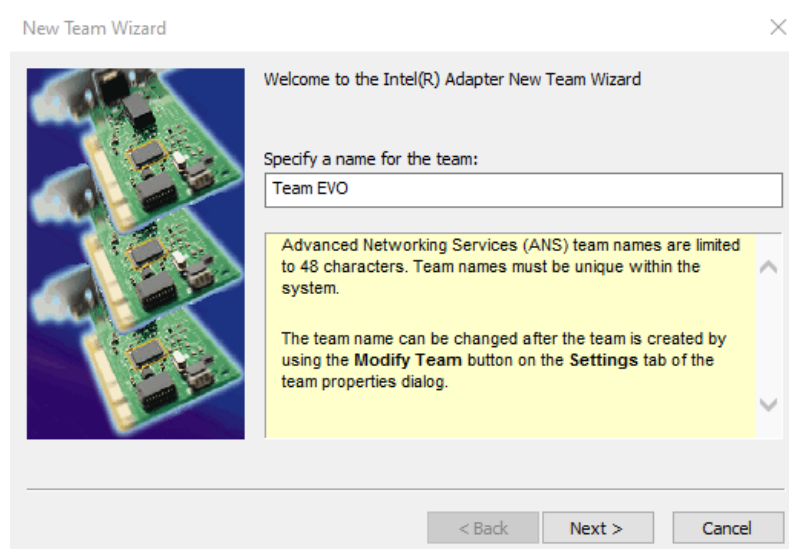 New Team Wizard
Welcome to the Intel(R) Adapter New Team Wizard
Specify a name for the team:
Team EVO
Advanced Networking Services (ANS) team names are limited
to 48 characters. Team names must be unique within the
system.
The team name can be changed after the team is created by
using the Modify Team button on the Settings tab of the
team properties dialog.
< Back
Next >
Cancel